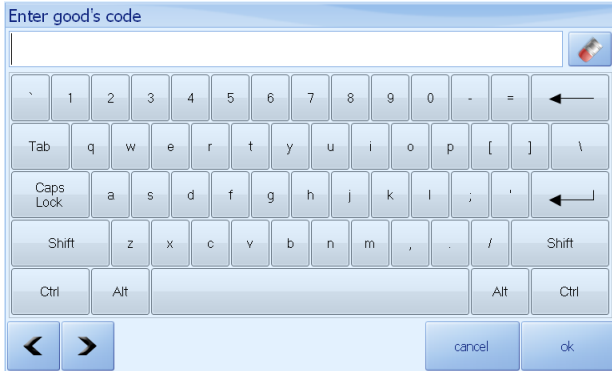 Enter good's code
` 1 2 3 4 5 6 7 8 9 0 - =
Tab q w e r t y u i o p [ ] \
Caps Lock a s d f g h j k l ; '
Shift z x c v b n m , . / Shift
Ctrl Alt Alt Ctrl
cancel ok